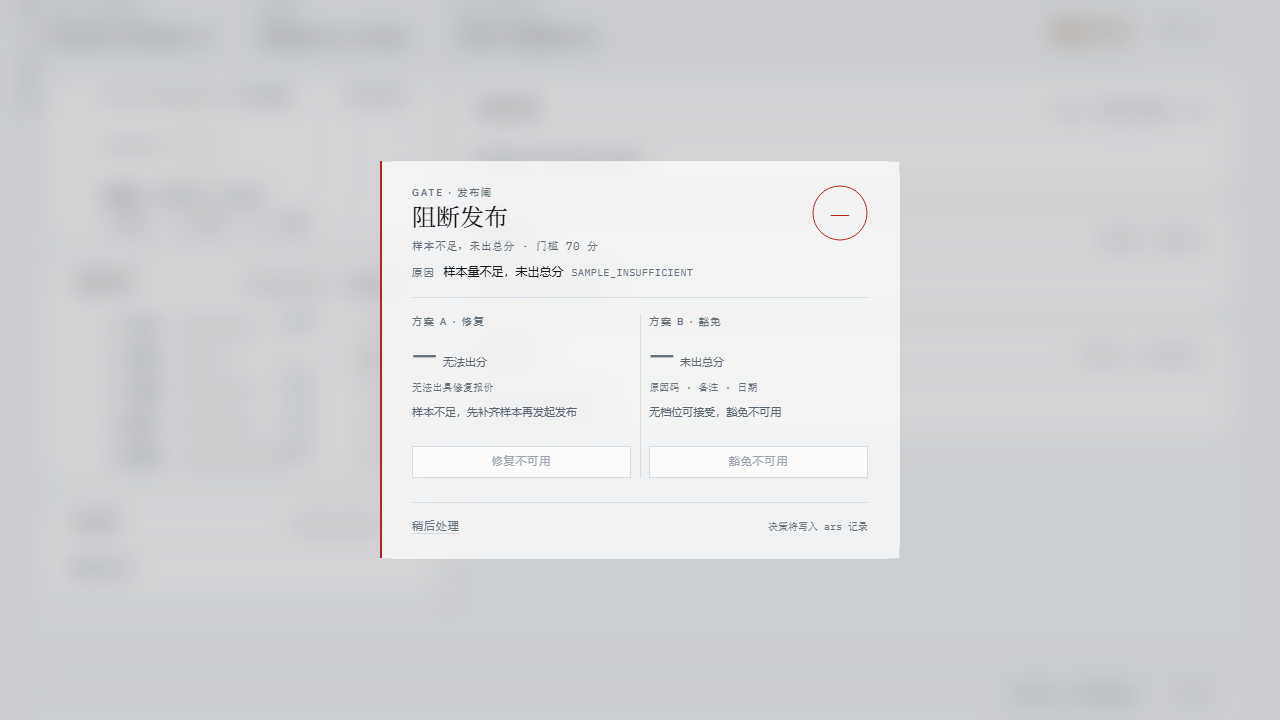 GATE · 发布阈
阻断发布
—
样本不足，未出总分 · 门槛 70 分
原因 样本量不足，未出总分 SAMPLE_INSUFFICIENT
方案 A · 修复
— 无法出分
无法出具修复报价
样本不足，先补齐样本再发起发布
修复不可用
方案 B · 豁免
— 未出总分
原因码 · 备注 · 日期
无档位可接受，豁免不可用
豁免不可用
稍后处理
决策将写入 ars 记录